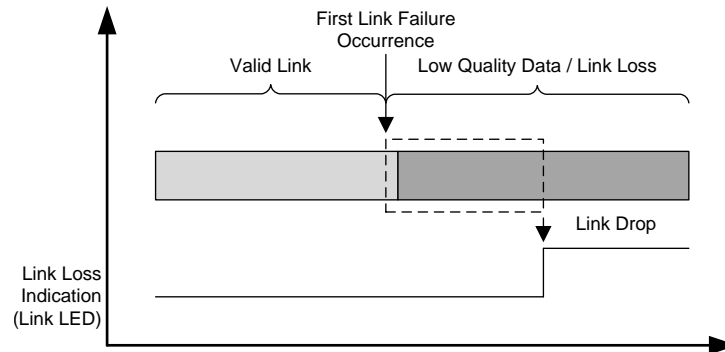 First Link Failure
Occurrence
Valid Link
Low Quality Data / Link Loss
Link Drop
Link Loss
Indication
(Link LED)